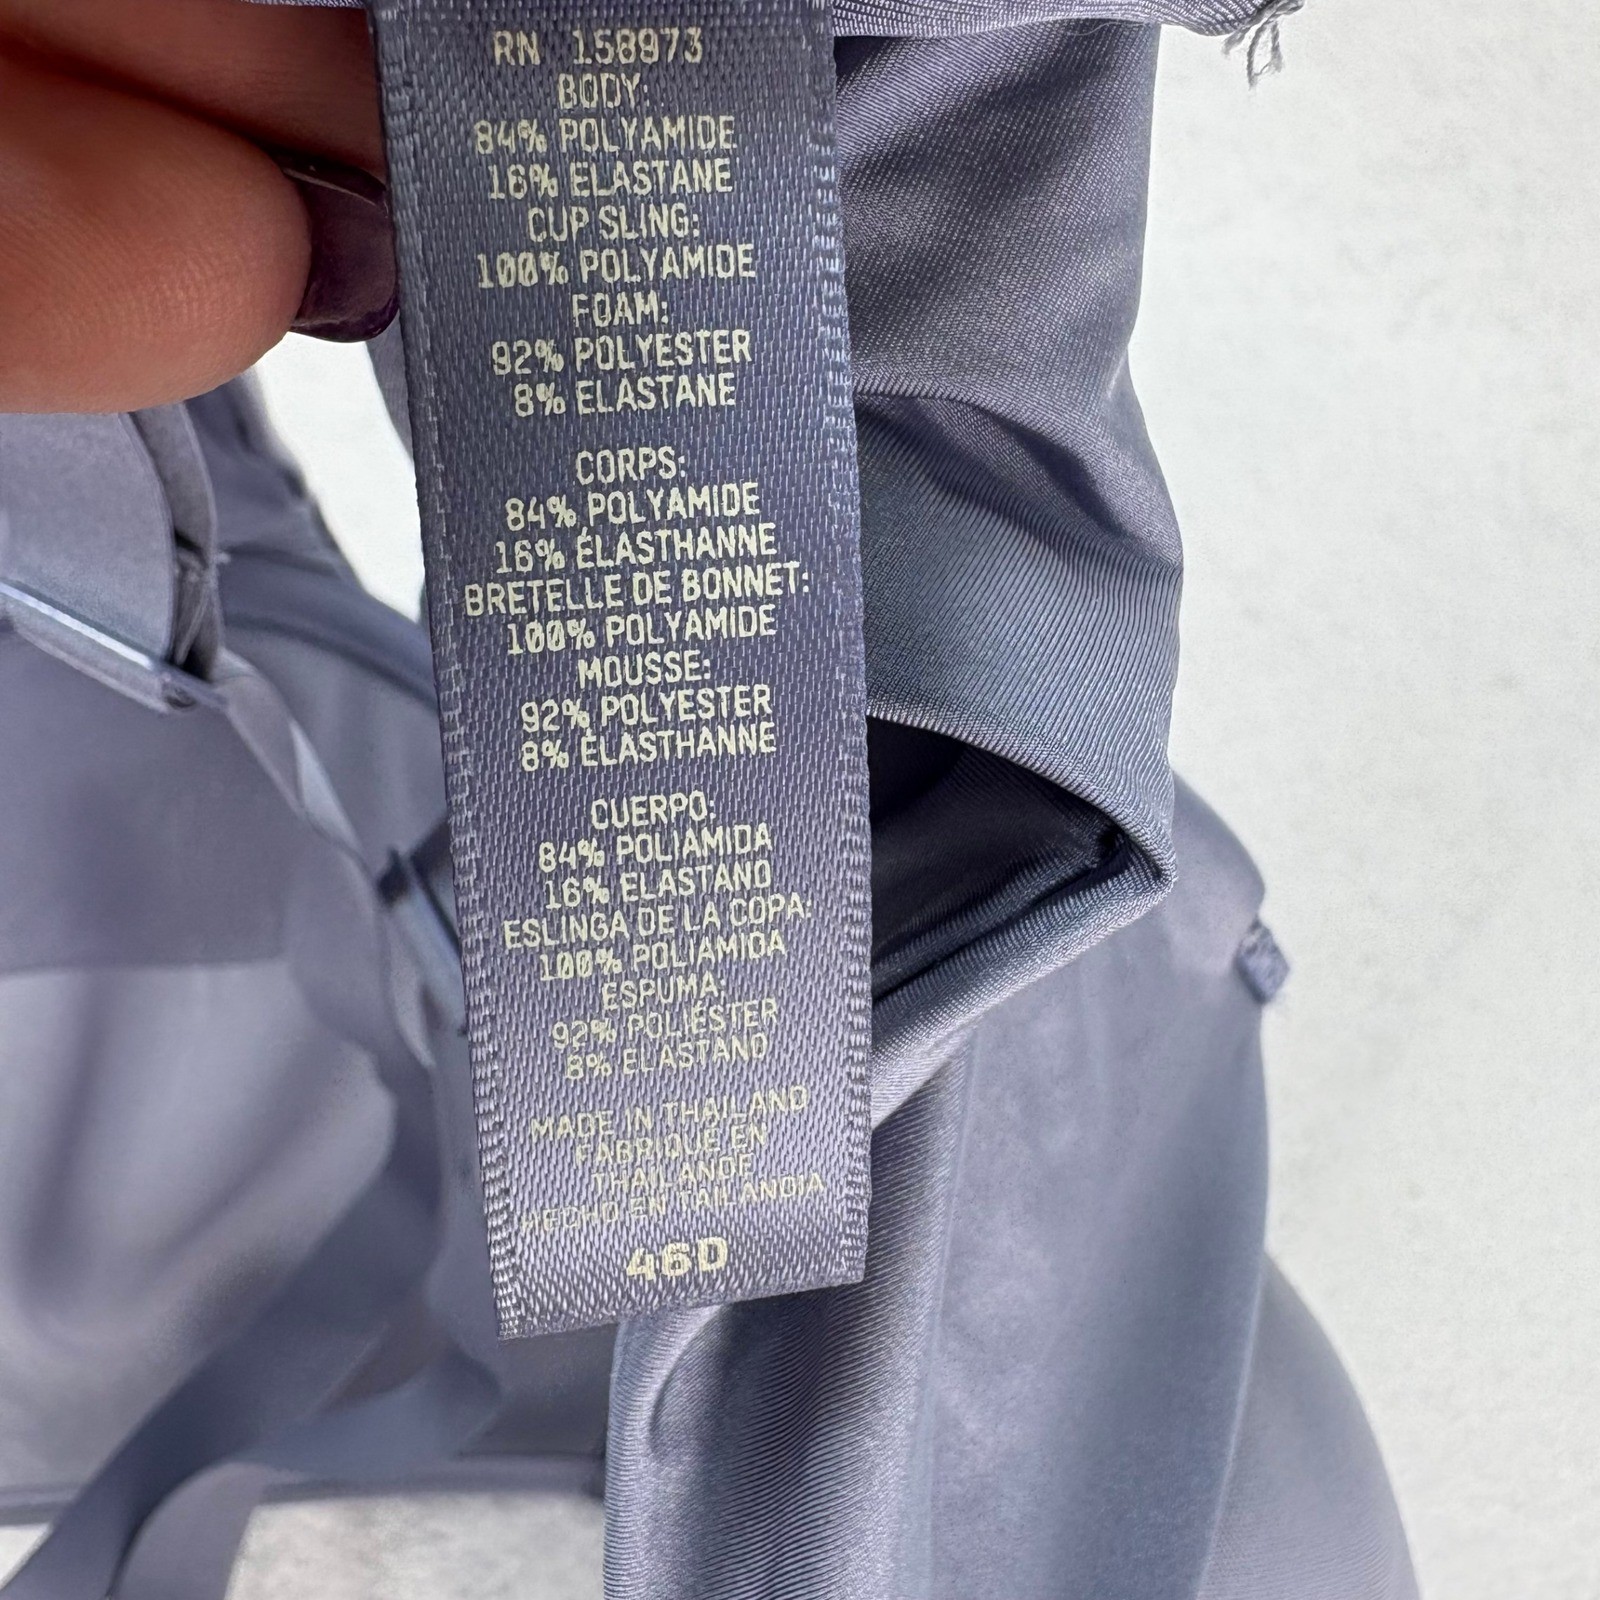 RN 158973
BODY:
84% POLYAMIDE
16% ELASTANE
CUP SLING:
100% POLYAMIDE
FOAM:
92% POLYESTER
8% ELASTANE
CORPS:
84% POLYAMIDE
16% ÉLASTHANNE
BRETELLE DE BONNET:
100% POLYAMIDE
MOUSSE:
92% POLYESTER
8% ÉLASTHANNE
CUERPO:
84% POLIAMIDA
16% ELASTANO
ESLINGA DE LA COPA:
100% POLIAMIDA
ESPUMA:
92% POLIÉSTER
8% ELASTANO
MADE IN THAILAND
FABRIQUÉ EN
THAILANDE
HECHO EN TAILANDIA
46D